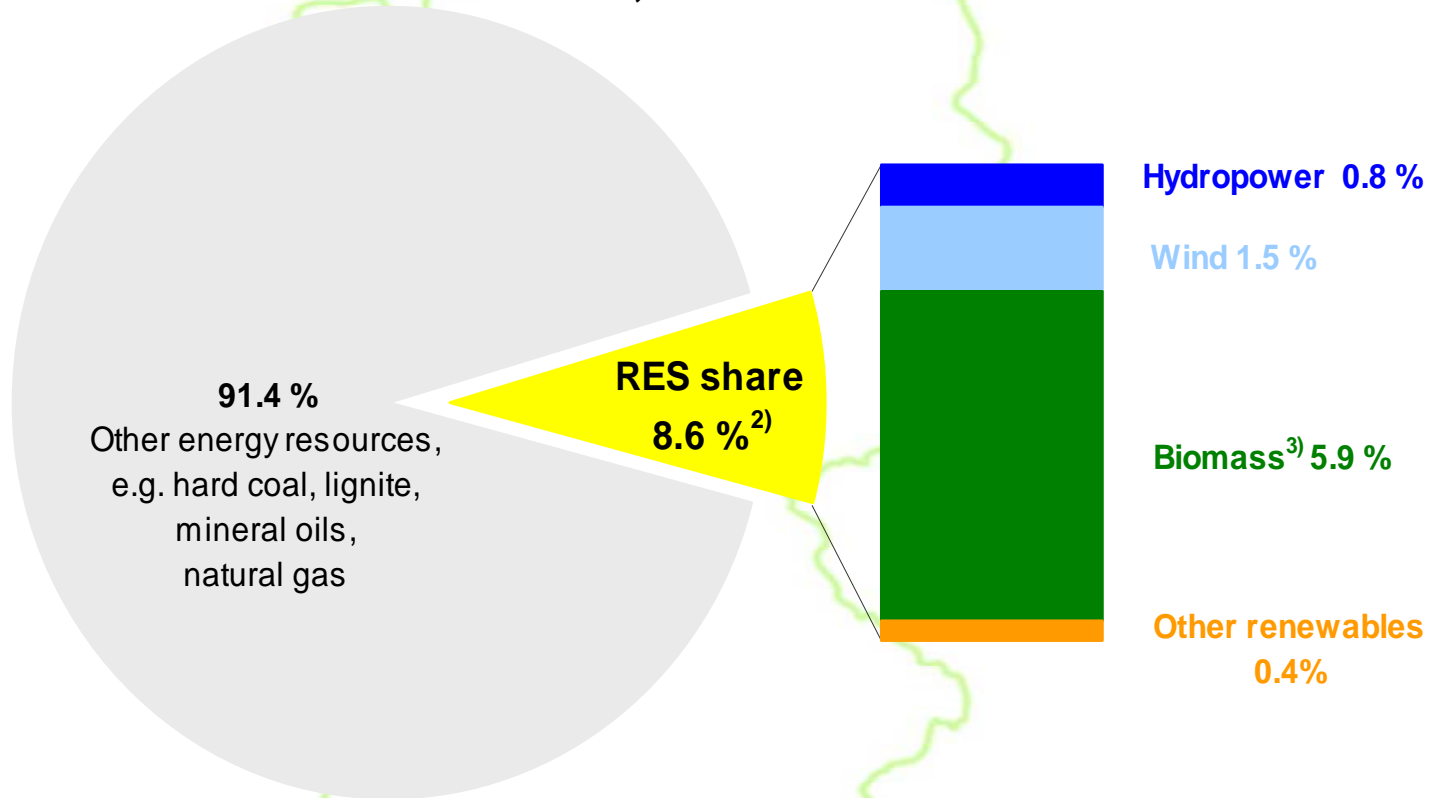 91.4 %
Other energy resources,
e.g. hard coal, lignite,
mineral oils,
natural gas
RES share
8.6 %2)
Hydropower 0.8 %
Wind 1.5 %
Biomass3) 5.9 %
Other renewables
0.4%